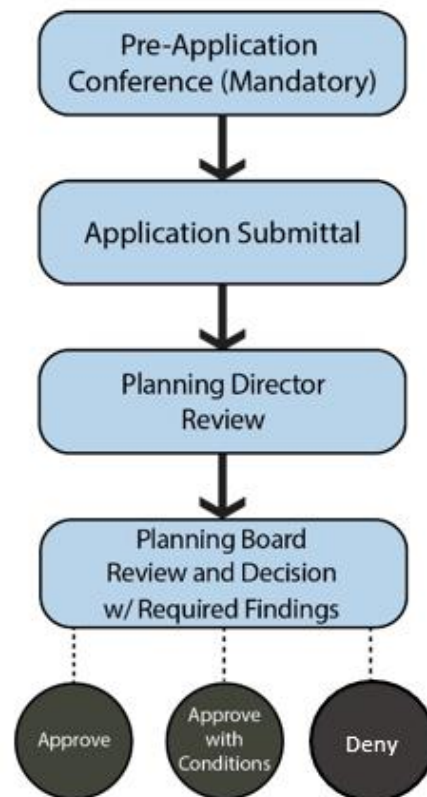 Pre-Application
Conference (Mandatory)
Application Submittal
Planning Director
Review
Planning Board
Review and Decision
w/ Required Findings
Approve
Approve
with
Conditions
Deny